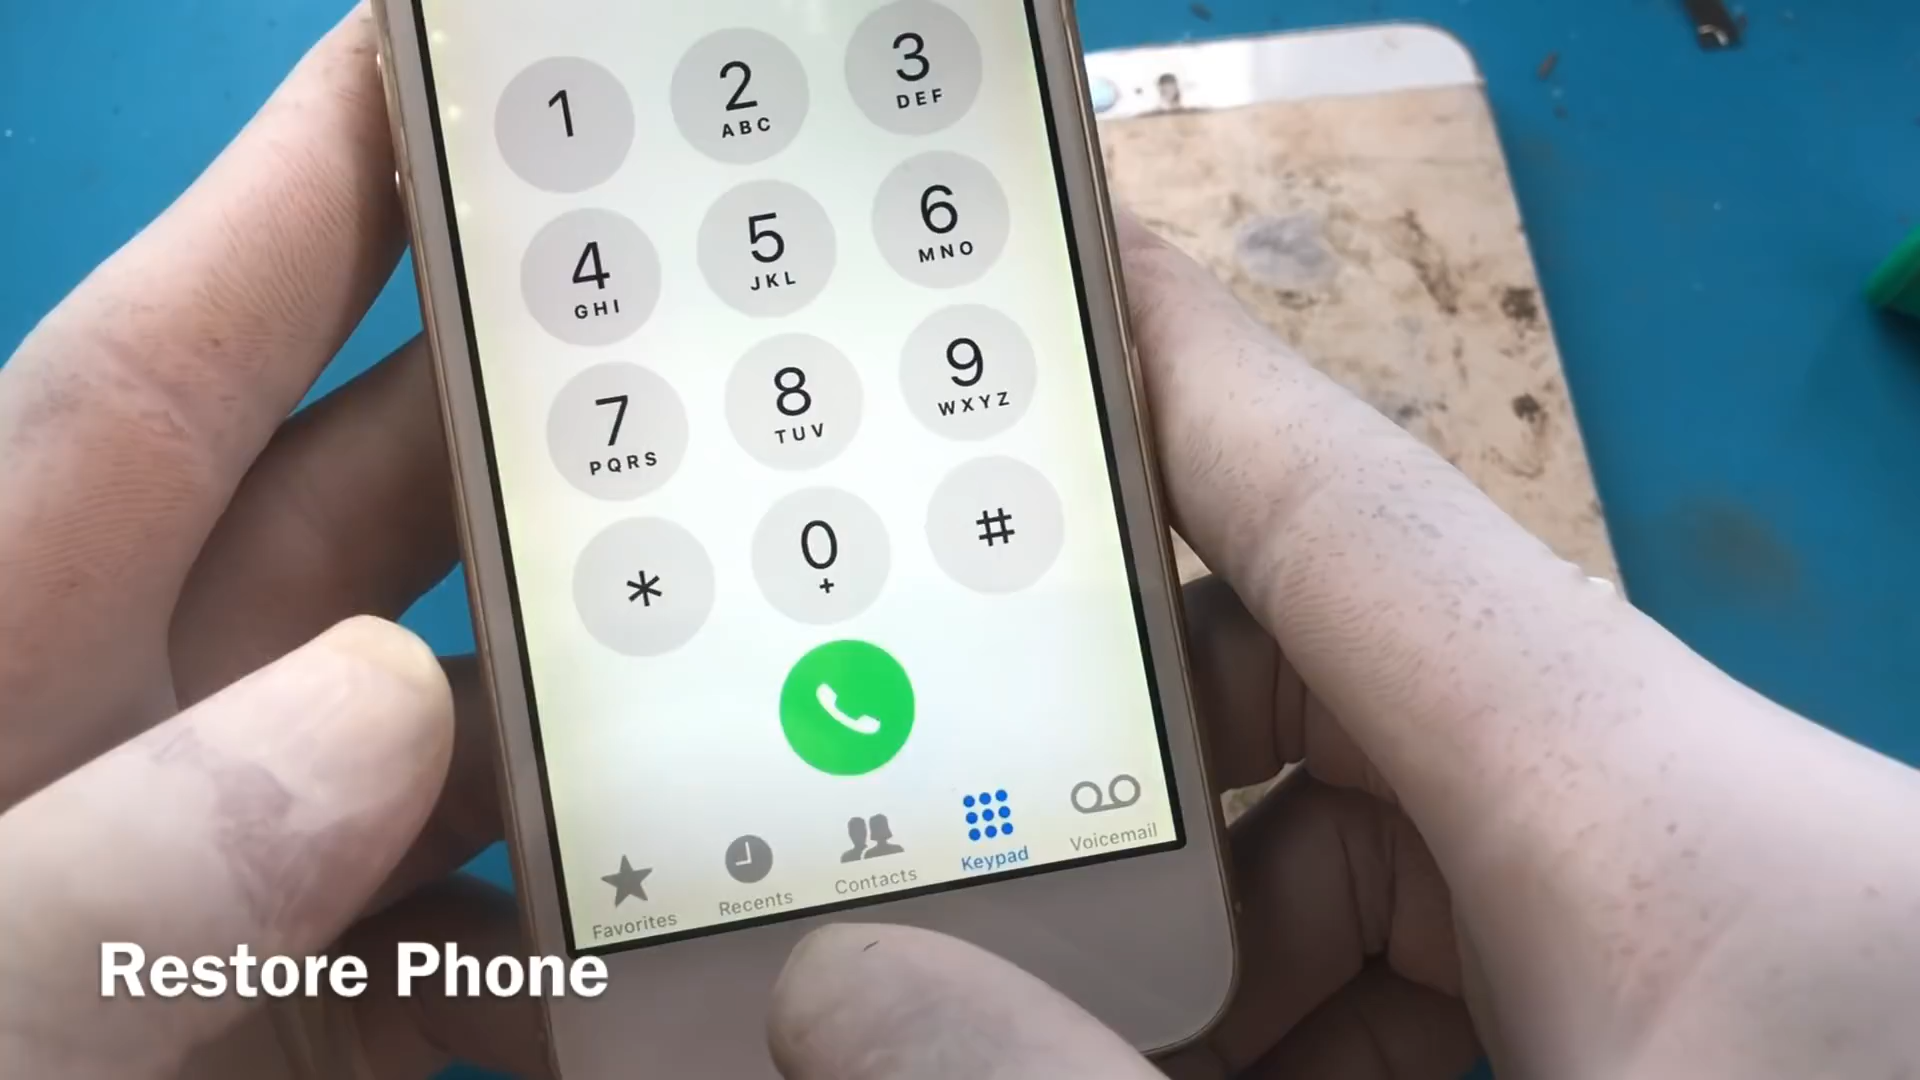 1
2
ABC
3
DEF
4
GHI
5
JKL
6
MNO
7
PQRS
8
TUV
9
WXYZ
*
0
+
#
Favorites
Recents
Contacts
Keypad
Voicemail
Restore Phone